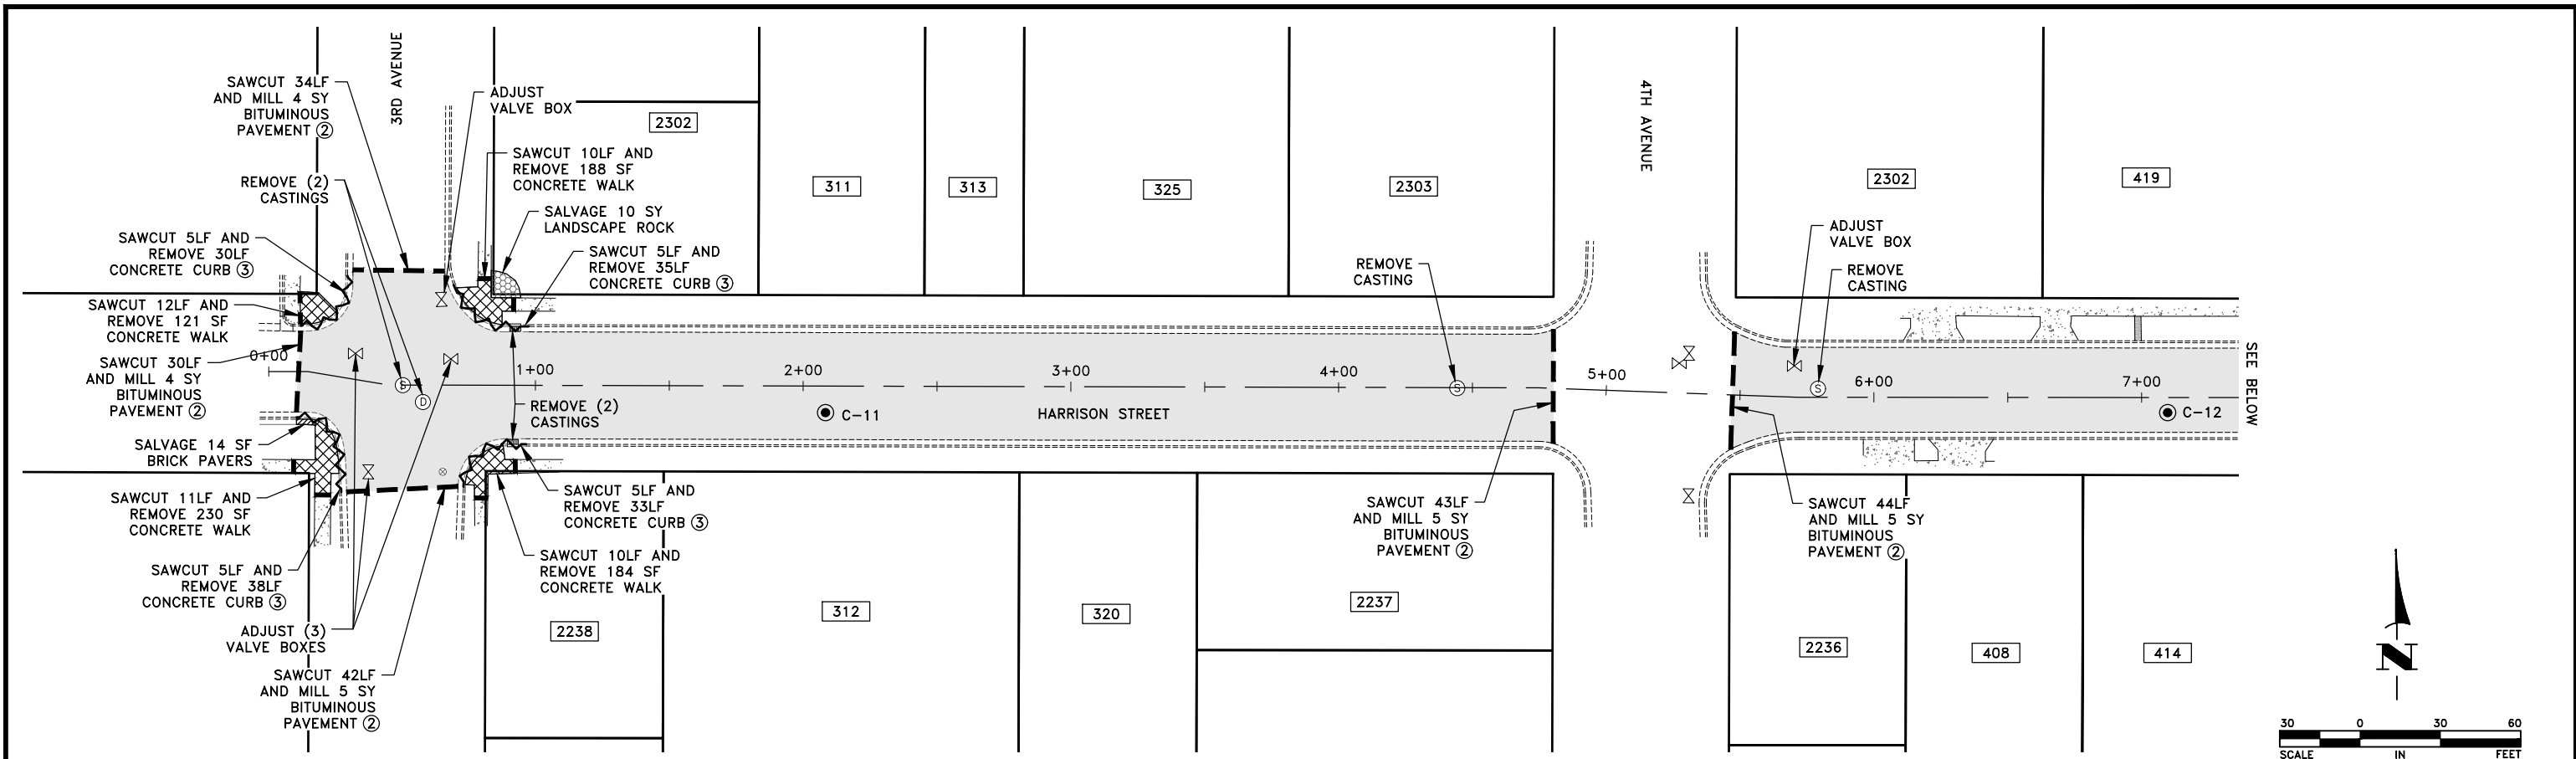 3RD AVENUE
SAWCUT 34LF
AND MILL 4 SY
BITUMINOUS
PAVEMENT ②
REMOVE (2)
CASTINGS
SAWCUT 5LF AND
REMOVE 30LF
CONCRETE CURB ③
SAWCUT 12LF AND
REMOVE 121 SF
CONCRETE WALK
0+00
SAWCUT 30LF
AND MILL 4 SY
BITUMINOUS
PAVEMENT ②
SALVAGE 14 SF
BRICK PAVERS
SAWCUT 11LF AND
REMOVE 230 SF
CONCRETE WALK
SAWCUT 5LF AND
REMOVE 38LF
CONCRETE CURB ③
ADJUST (3)
VALVE BOXES
SAWCUT 42LF
AND MILL 5 SY
BITUMINOUS
PAVEMENT ②
ADJUST
VALVE BOX
2302
SAWCUT 10LF AND
REMOVE 188 SF
CONCRETE WALK
SALVAGE 10 SY
LANDSCAPE ROCK
SAWCUT 5LF AND
REMOVE 35LF
CONCRETE CURB ③
S
D
1+00
REMOVE (2)
CASTINGS
SAWCUT 5LF AND
REMOVE 33LF
CONCRETE CURB ③
SAWCUT 10LF AND
REMOVE 184 SF
CONCRETE WALK
2238
311
313
325
2303
2+00
3+00
4+00
C-11
HARRISON STREET
REMOVE
CASTING
S
312
320
2237
SAWCUT 43LF
AND MILL 5 SY
BITUMINOUS
PAVEMENT ②
4TH AVENUE
5+00
2302
419
ADJUST
VALVE BOX
REMOVE
CASTING
S
6+00
7+00
C-12
SEE BELOW
SAWCUT 44LF
AND MILL 5 SY
BITUMINOUS
PAVEMENT ②
2236
408
414
N
30 0 30 60
SCALE IN FEET